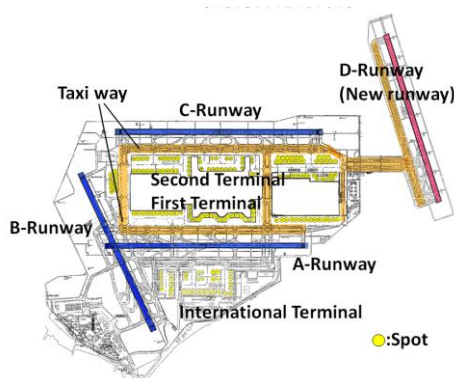 D-Runway
(New runway)
Taxi way
C-Runway
Second Terminal
First Terminal
B-Runway
A-Runway
International Terminal
:Spot